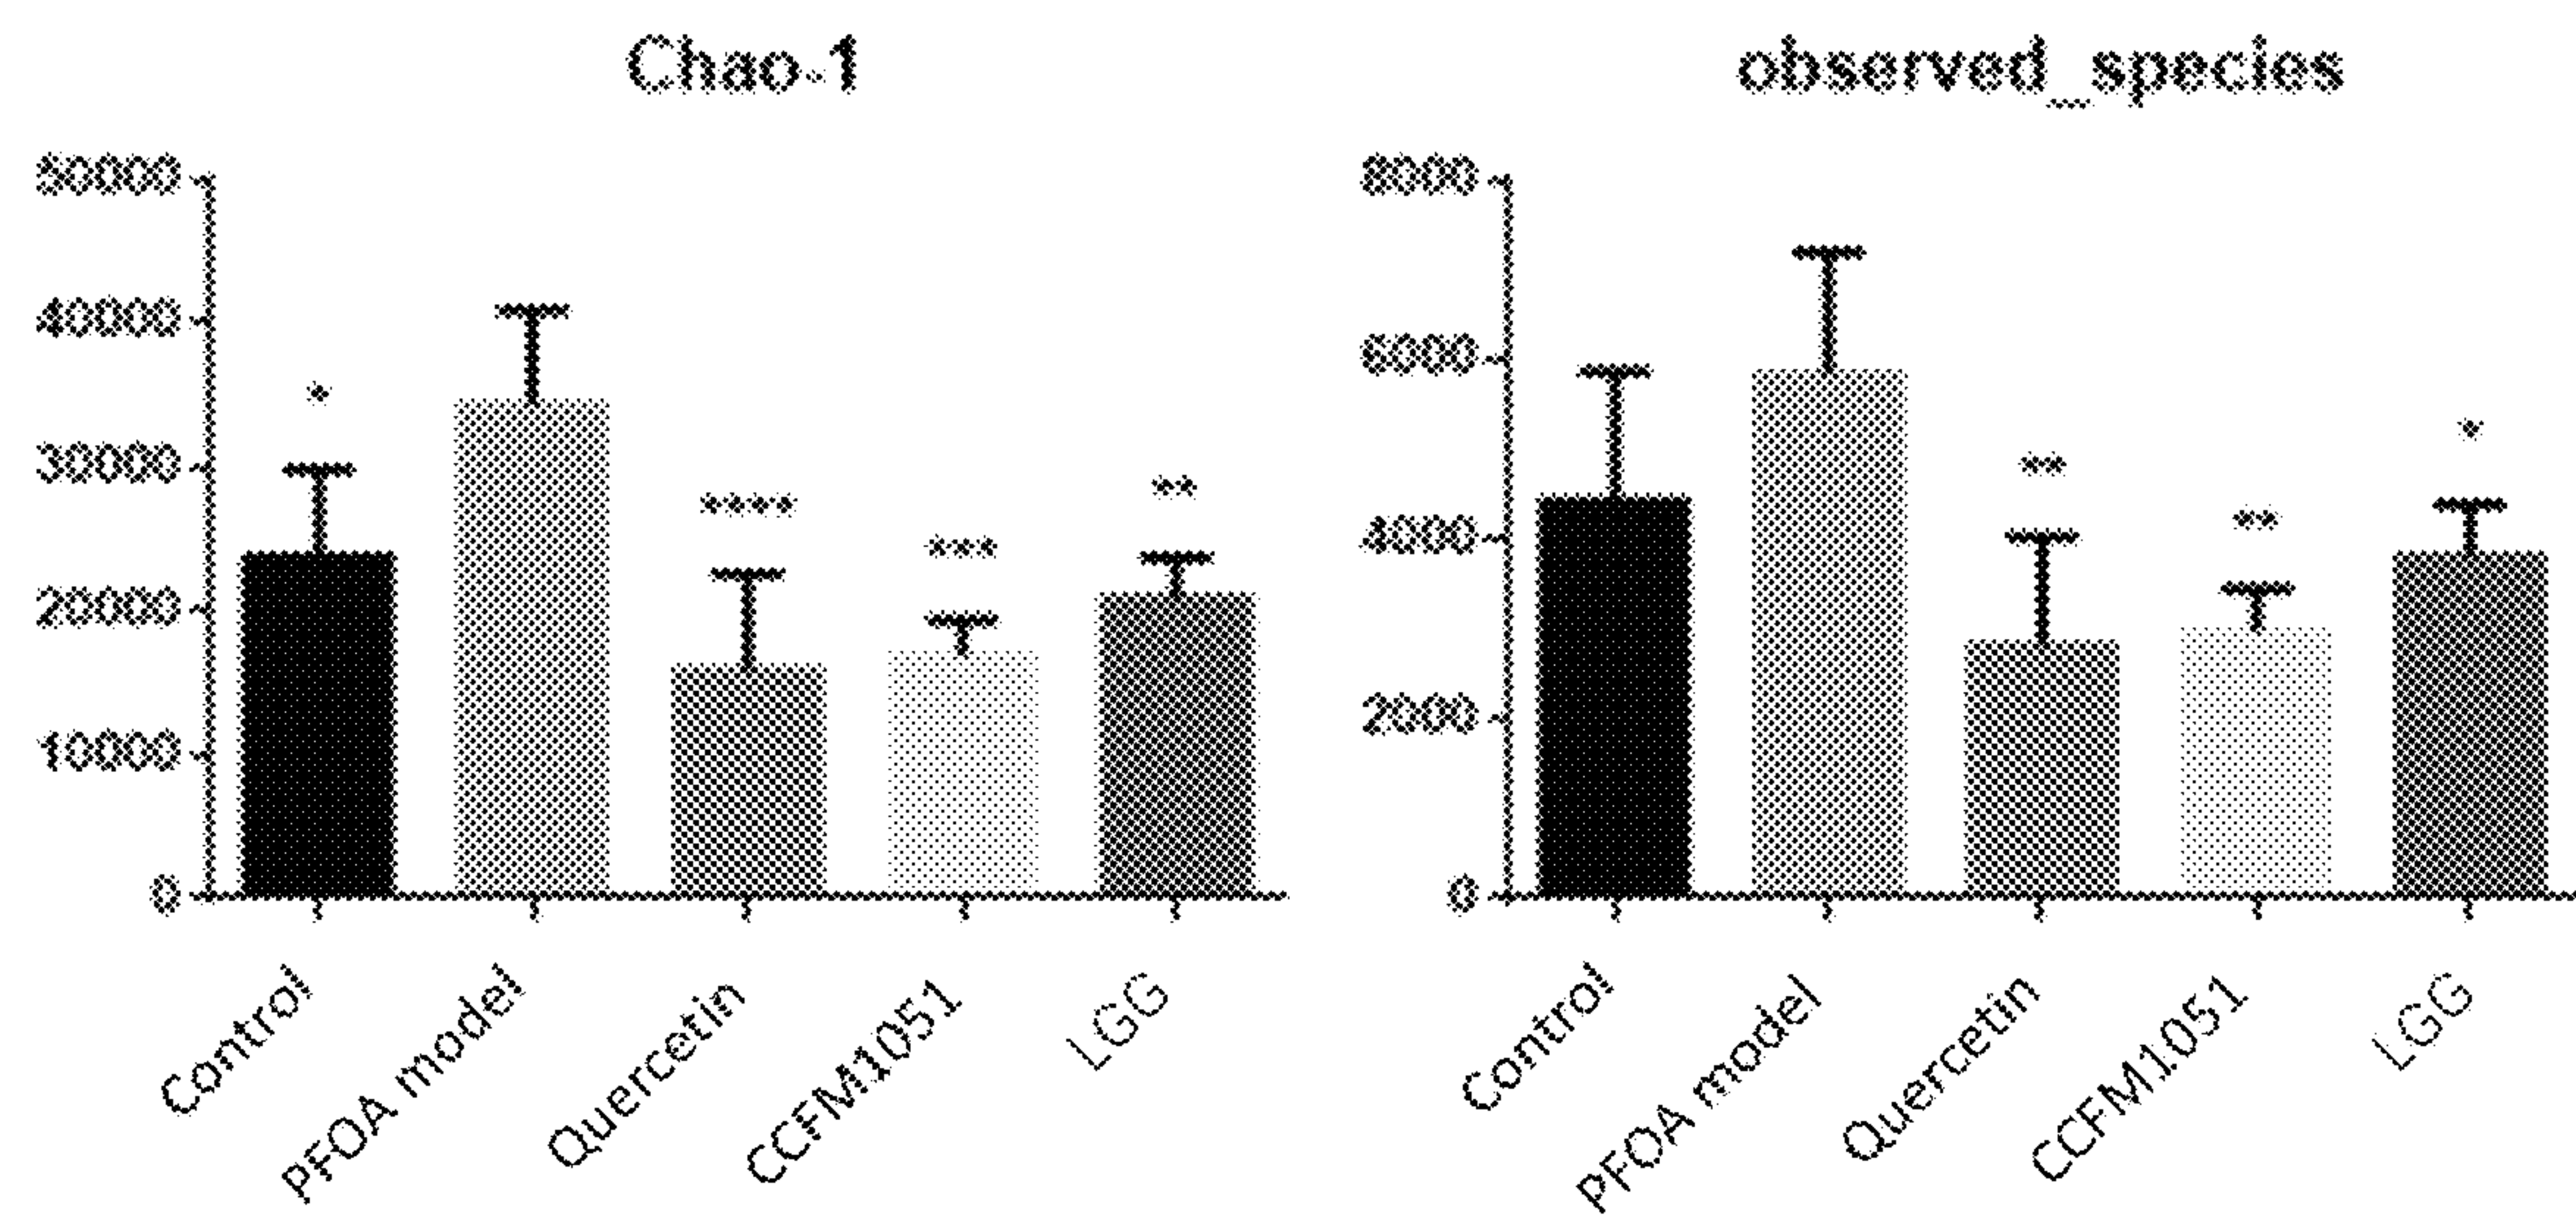 Chao-1
50000
40000
30000
20000
10000
0
*
****
***
**
Control
PFOA model
Quercetin
CCFM1051
LGG
observed_species
8000
6000
4000
2000
0
**
**
*
Control
PFOA model
Quercetin
CCFM1051
LGG